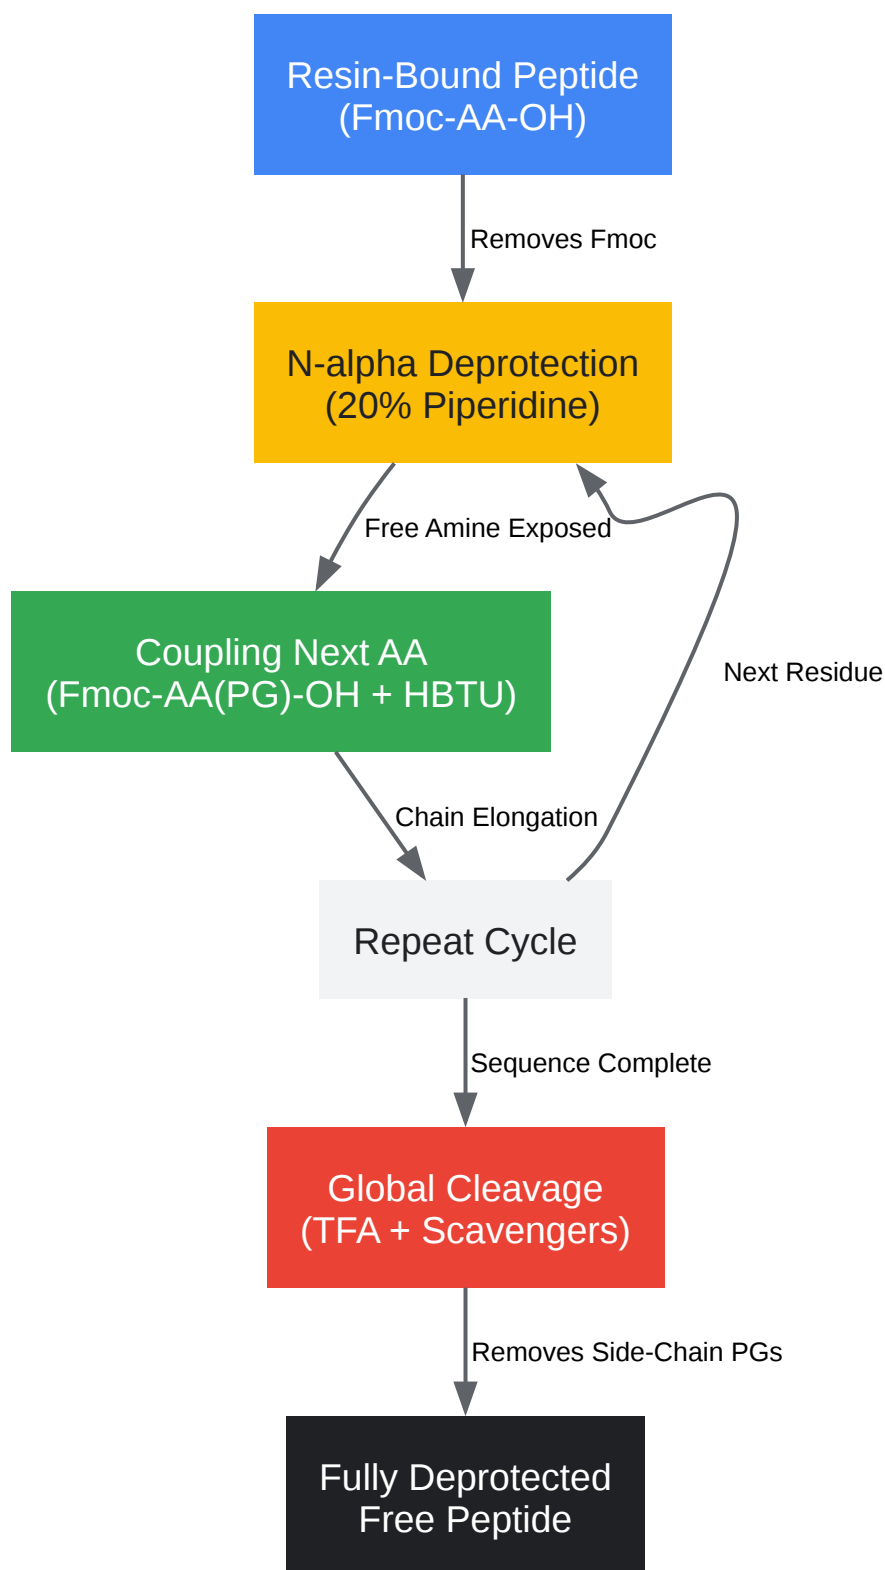 Resin-Bound Peptide
(Fmoc-AA-OH)
Removes Fmoc
N-alpha Deprotection
(20% Piperidine)
Free Amine Exposed
Coupling Next AA
(Fmoc-AA(PG)-OH + HBTU)
Next Residue
Chain Elongation
Repeat Cycle
Sequence Complete
Global Cleavage
(TFA + Scavengers)
Removes Side-Chain PGs
Fully Deprotected
Free Peptide